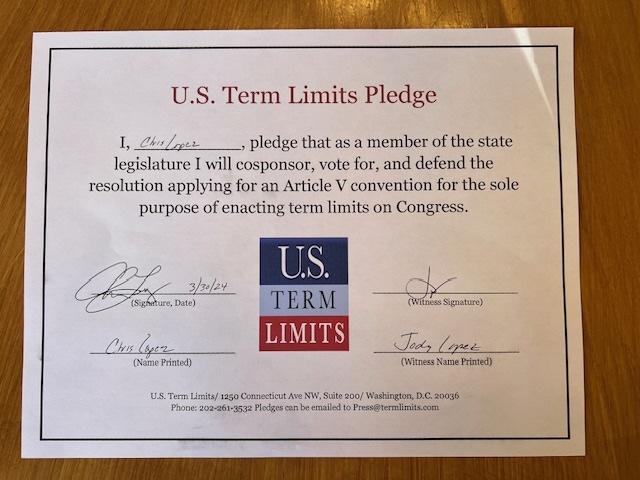 U.S. Term Limits Pledge
I, Chris Lopez, pledge that as a member of the state
legislature I will cosponsor, vote for, and defend the
resolution applying for an Article V convention for the sole
purpose of enacting term limits on Congress.
U.S.
TERM
LIMITS
3/30/24
(Signature, Date)
(Witness Signature)
Chris Lopez
Jody Lopez
(Name Printed)
(Witness Name Printed)
U.S. Term Limits/ 1250 Connecticut Ave NW, Suite 200/ Washington, D.C. 20036
Phone: 202-261-3532 Pledges can be emailed to Press@termlimits.com